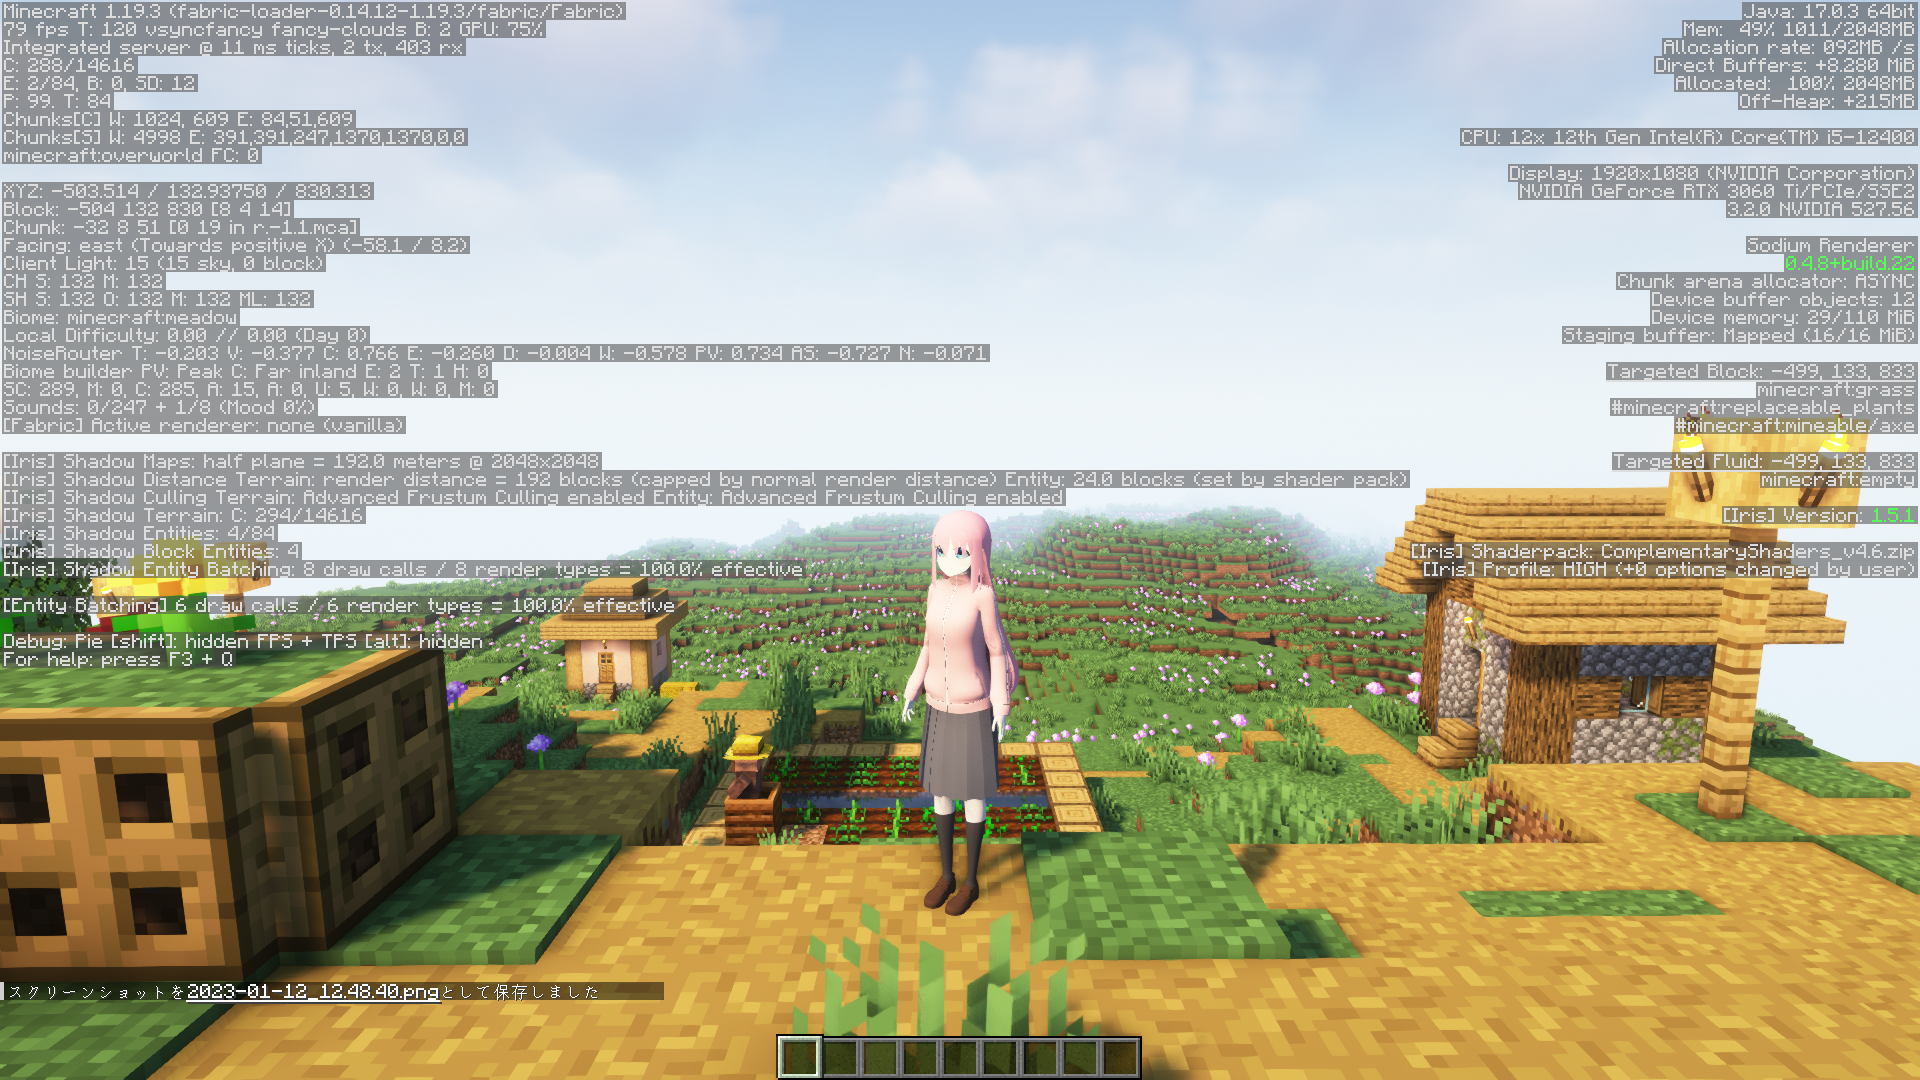 Minecraft 1.19.3 (fabric-loader-0.14.12-1.19.3/fabric/Fabric)
79 fps T: 120 vsyncfancy fancy-clouds B: 2 GPU: 75%
Integrated server @ 11 ms ticks, 2 tx, 403 rx
C: 288/14616
E: 2/84, B: 0, SD: 12
P: 99. T: 84
Chunks[C] W: 1024, 609 E: 84,51,609
Chunks[S] W: 4998 E: 391,391,247,1370,1370,0,0
minecraft:overworld FC: 0
XYZ: -503.514 / 132.93750 / 830.313
Block: -504 132 830 [8 4 14]
Chunk: -32 8 51 [0 19 in r.-1.1.mca]
Facing: east (Towards positive X) (-58.1 / 8.2)
Client Light: 15 (15 sky, 0 block)
CH S: 132 M: 132
SH S: 132 O: 132 M: 132 ML: 132
Biome: minecraft:meadow
Local Difficulty: 0.00 // 0.00 (Day 0)
NoiseRouter T: -0.203 V: -0.377 C: 0.766 E: -0.260 D: -0.004 W: -0.578 PV: 0.734 AS: -0.727 N: -0.071
Biome builder PV: Peak C: Far inland E: 2 T: 1 H: 0
SC: 289, M: 0, C: 285, A: 15, A: 0, U: 5, W: 0, W: 0, M: 0
Sounds: 0/247 + 1/8 (Mood 0%)
[Fabric] Active renderer: none (vanilla)
[Iris] Shadow Maps: half plane = 192.0 meters @ 2048x2048
[Iris] Shadow Distance Terrain: render distance = 192 blocks (capped by normal render distance) Entity: 24.0 blocks (set by shader pack)
[Iris] Shadow Culling Terrain: Advanced Frustum Culling enabled Entity: Advanced Frustum Culling enabled
[Iris] Shadow Terrain: C: 294/14616
[Iris] Shadow Entities: 4/84
[Iris] Shadow Block Entities: 4
[Iris] Shadow Entity Batching: 8 draw calls / 8 render types = 100.0% effective
[Entity Batching] 6 draw calls / 6 render types = 100.0% effective
Debug: Pie [shift]: hidden FPS + TPS [alt]: hidden
For help: press F3 + Q
Java: 17.0.3 64bit
Mem: 49% 1011/2048MB
Allocation rate: 092MB /s
Direct Buffers: +8.280 MiB
Allocated: 100% 2048MB
Off-Heap: +215MB
CPU: 12x 12th Gen Intel(R) Core(TM) i5-12400
Display: 1920x1080 (NVIDIA Corporation)
NVIDIA GeForce RTX 3060 Ti/PCIe/SSE2
3.2.0 NVIDIA 527.56
Sodium Renderer
0.4.8+build.22
Chunk arena allocator: ASYNC
Device buffer objects: 12
Device memory: 29/110 MiB
Staging buffer: Mapped (16/16 MiB)
Targeted Block: -499, 133, 833
minecraft:grass
#minecraft:replaceable_plants
#minecraft:mineable/axe
Targeted Fluid: -499, 133, 833
minecraft:empty
[Iris] Version: 1.5.1
[Iris] Shaderpack: ComplementaryShaders_v4.6.zip
[Iris] Profile: HIGH (+0 options changed by user)
スクリーンショットを2023-01-12_12.48.40.pngとして保存しました